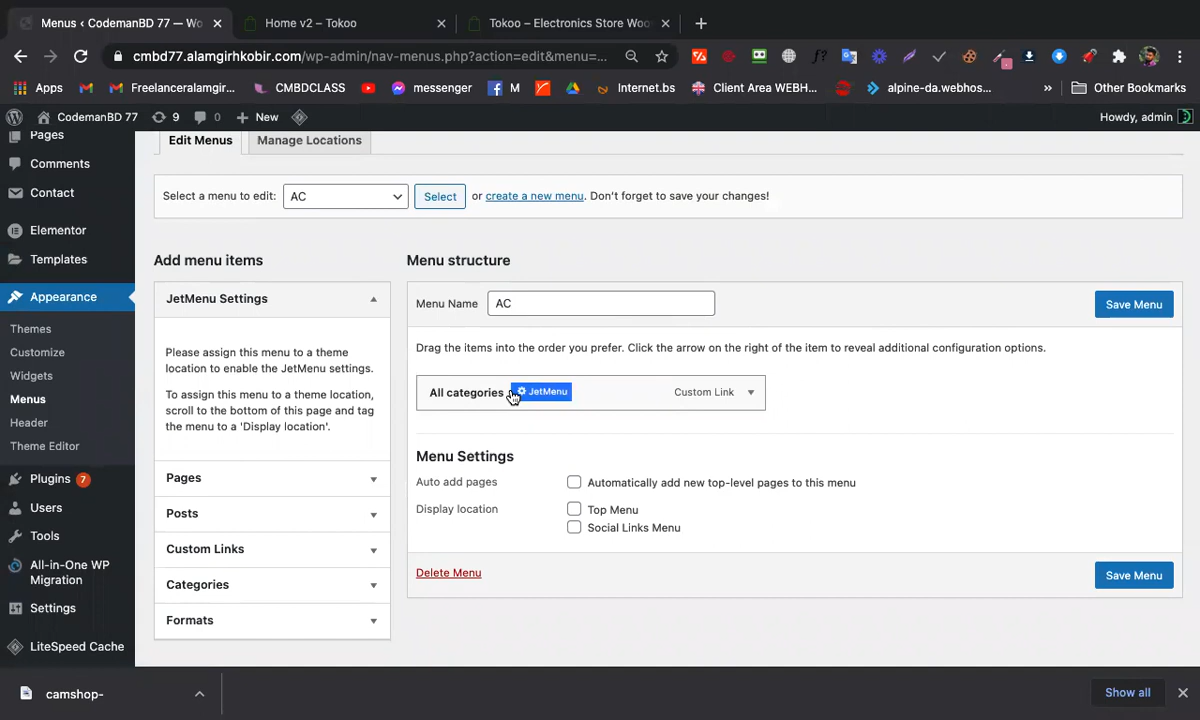 Menus ‹ CodemanBD 77 — Wo
Home v2 – Tokoo
Tokoo – Electronics Store Woo
cmbd77.alamgirhkobir.com/wp-admin/nav-menus.php?action=edit&menu=...
Apps
Freelanceralamgir...
CMBDCLASS
messenger
M
Internet.bs
Client Area WEBH...
alpine-da.webhos...
»
Other Bookmarks
CodemanBD 77
9
0
New
Howdy, admin
Pages
Comments
Contact
Elementor
Templates
Appearance
Themes
Customize
Widgets
Menus
Header
Theme Editor
Plugins 7
Users
Tools
All-in-One WP
Migration
Settings
LiteSpeed Cache
Edit Menus
Manage Locations
Select a menu to edit: AC Select or create a new menu. Don't forget to save your changes!
Add menu items
JetMenu Settings
Please assign this menu to a theme
location to enable the JetMenu settings.
To assign this menu to a theme location,
scroll to the bottom of this page and tag
the menu to a 'Display location'.
Pages
Posts
Custom Links
Categories
Formats
Menu structure
Menu Name AC
Save Menu
Drag the items into the order you prefer. Click the arrow on the right of the item to reveal additional configuration options.
All categories JetMenu Custom Link
Menu Settings
Auto add pages
Automatically add new top-level pages to this menu
Display location
Top Menu
Social Links Menu
Delete Menu
Save Menu
camshop-
Show all